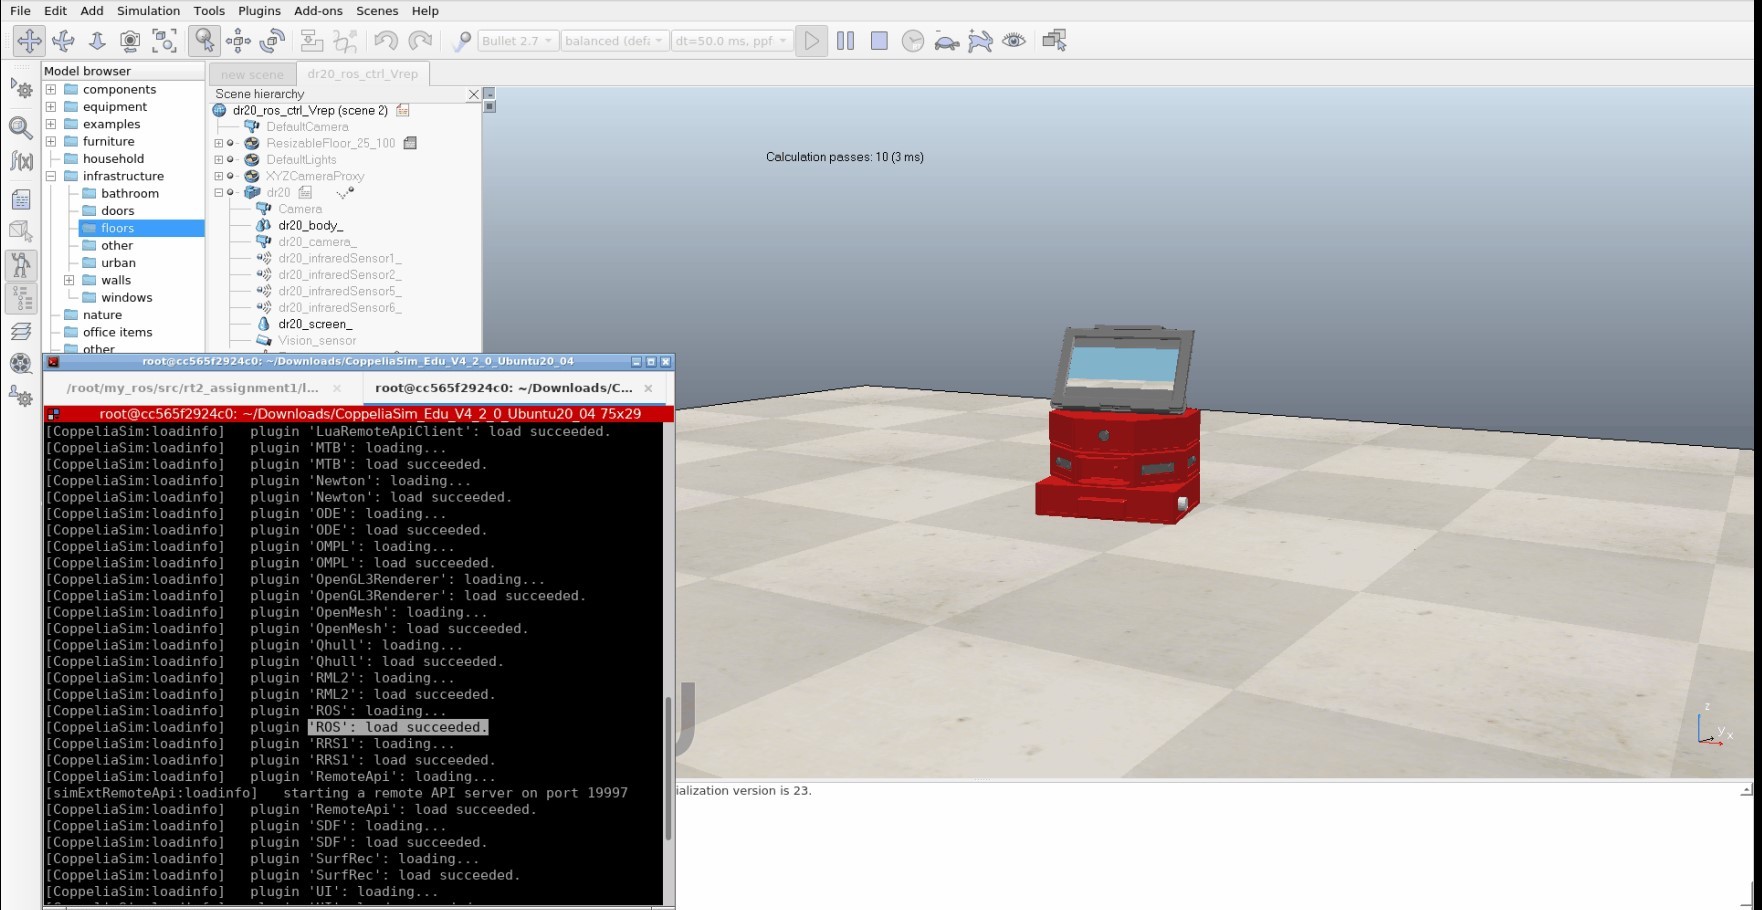 File Edit Add Simulation Tools Plugins Add-ons Scenes Help
Bullet 2.7 balanced (defa dt=50.0 ms, ppf
Model browser
components
equipment
examples
furniture
household
infrastructure
bathroom
doors
floors
other
urban
walls
windows
nature
office items
other
new scene dr20_ros_ctrl_Vrep
Scene hierarchy
dr20_ros_ctrl_Vrep (scene 2)
DefaultCamera
ResizableFloor_25_100
DefaultLights
XYZCameraProxy
dr20
Camera
dr20_body_
dr20_camera_
dr20_infraredSensor1_
dr20_infraredSensor2_
dr20_infraredSensor5_
dr20_infraredSensor6_
dr20_screen_
Vision_sensor
Calculation passes: 10 (3 ms)
root@cc565f2924c0: ~/Downloads/CoppeliaSim_Edu_V4_2_0_Ubuntu20_04
/root/my_ros/src/rt2_assignment1/l... root@cc565f2924c0: ~/Downloads/C...
root@cc565f2924c0: ~/Downloads/CoppeliaSim_Edu_V4_2_0_Ubuntu20_04 75x29
[CoppeliaSim:loadinfo] plugin 'LuaRemoteApiClient': load succeeded.
[CoppeliaSim:loadinfo] plugin 'MTB': loading...
[CoppeliaSim:loadinfo] plugin 'MTB': load succeeded.
[CoppeliaSim:loadinfo] plugin 'Newton': loading...
[CoppeliaSim:loadinfo] plugin 'Newton': load succeeded.
[CoppeliaSim:loadinfo] plugin 'ODE': loading...
[CoppeliaSim:loadinfo] plugin 'ODE': load succeeded.
[CoppeliaSim:loadinfo] plugin 'OMPL': loading...
[CoppeliaSim:loadinfo] plugin 'OMPL': load succeeded.
[CoppeliaSim:loadinfo] plugin 'OpenGL3Renderer': loading...
[CoppeliaSim:loadinfo] plugin 'OpenGL3Renderer': load succeeded.
[CoppeliaSim:loadinfo] plugin 'OpenMesh': loading...
[CoppeliaSim:loadinfo] plugin 'OpenMesh': load succeeded.
[CoppeliaSim:loadinfo] plugin 'Qhull': loading...
[CoppeliaSim:loadinfo] plugin 'Qhull': load succeeded.
[CoppeliaSim:loadinfo] plugin 'RML2': loading...
[CoppeliaSim:loadinfo] plugin 'RML2': load succeeded.
[CoppeliaSim:loadinfo] plugin 'ROS': loading...
[CoppeliaSim:loadinfo] plugin 'ROS': load succeeded.
[CoppeliaSim:loadinfo] plugin 'RRS1': loading...
[CoppeliaSim:loadinfo] plugin 'RRS1': load succeeded.
[CoppeliaSim:loadinfo] plugin 'RemoteApi': loading...
[simExtRemoteApi:loadinfo] starting a remote API server on port 19997
[CoppeliaSim:loadinfo] plugin 'RemoteApi': load succeeded.
[CoppeliaSim:loadinfo] plugin 'SDF': loading...
[CoppeliaSim:loadinfo] plugin 'SDF': load succeeded.
[CoppeliaSim:loadinfo] plugin 'SurfRec': loading...
[CoppeliaSim:loadinfo] plugin 'SurfRec': load succeeded.
[CoppeliaSim:loadinfo] plugin 'UI': loading...
z
y x
ialization version is 23.